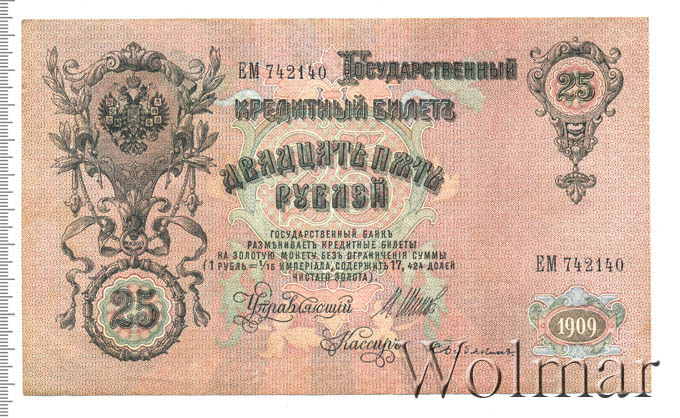 ЕМ 742140 Государственный
Кредитный Билетъ
25
Двадцать пять
Рублей
Государственный Банкъ
размѣниваетъ кредитные билеты
на золотую монету безъ ограниченія суммы
(1 рубль = 1/15 имперіала, содержитъ 17,424 долей
чистаго золота).
ЕМ 742140
25
Управляющій
1909
Кассиръ
Wolmar